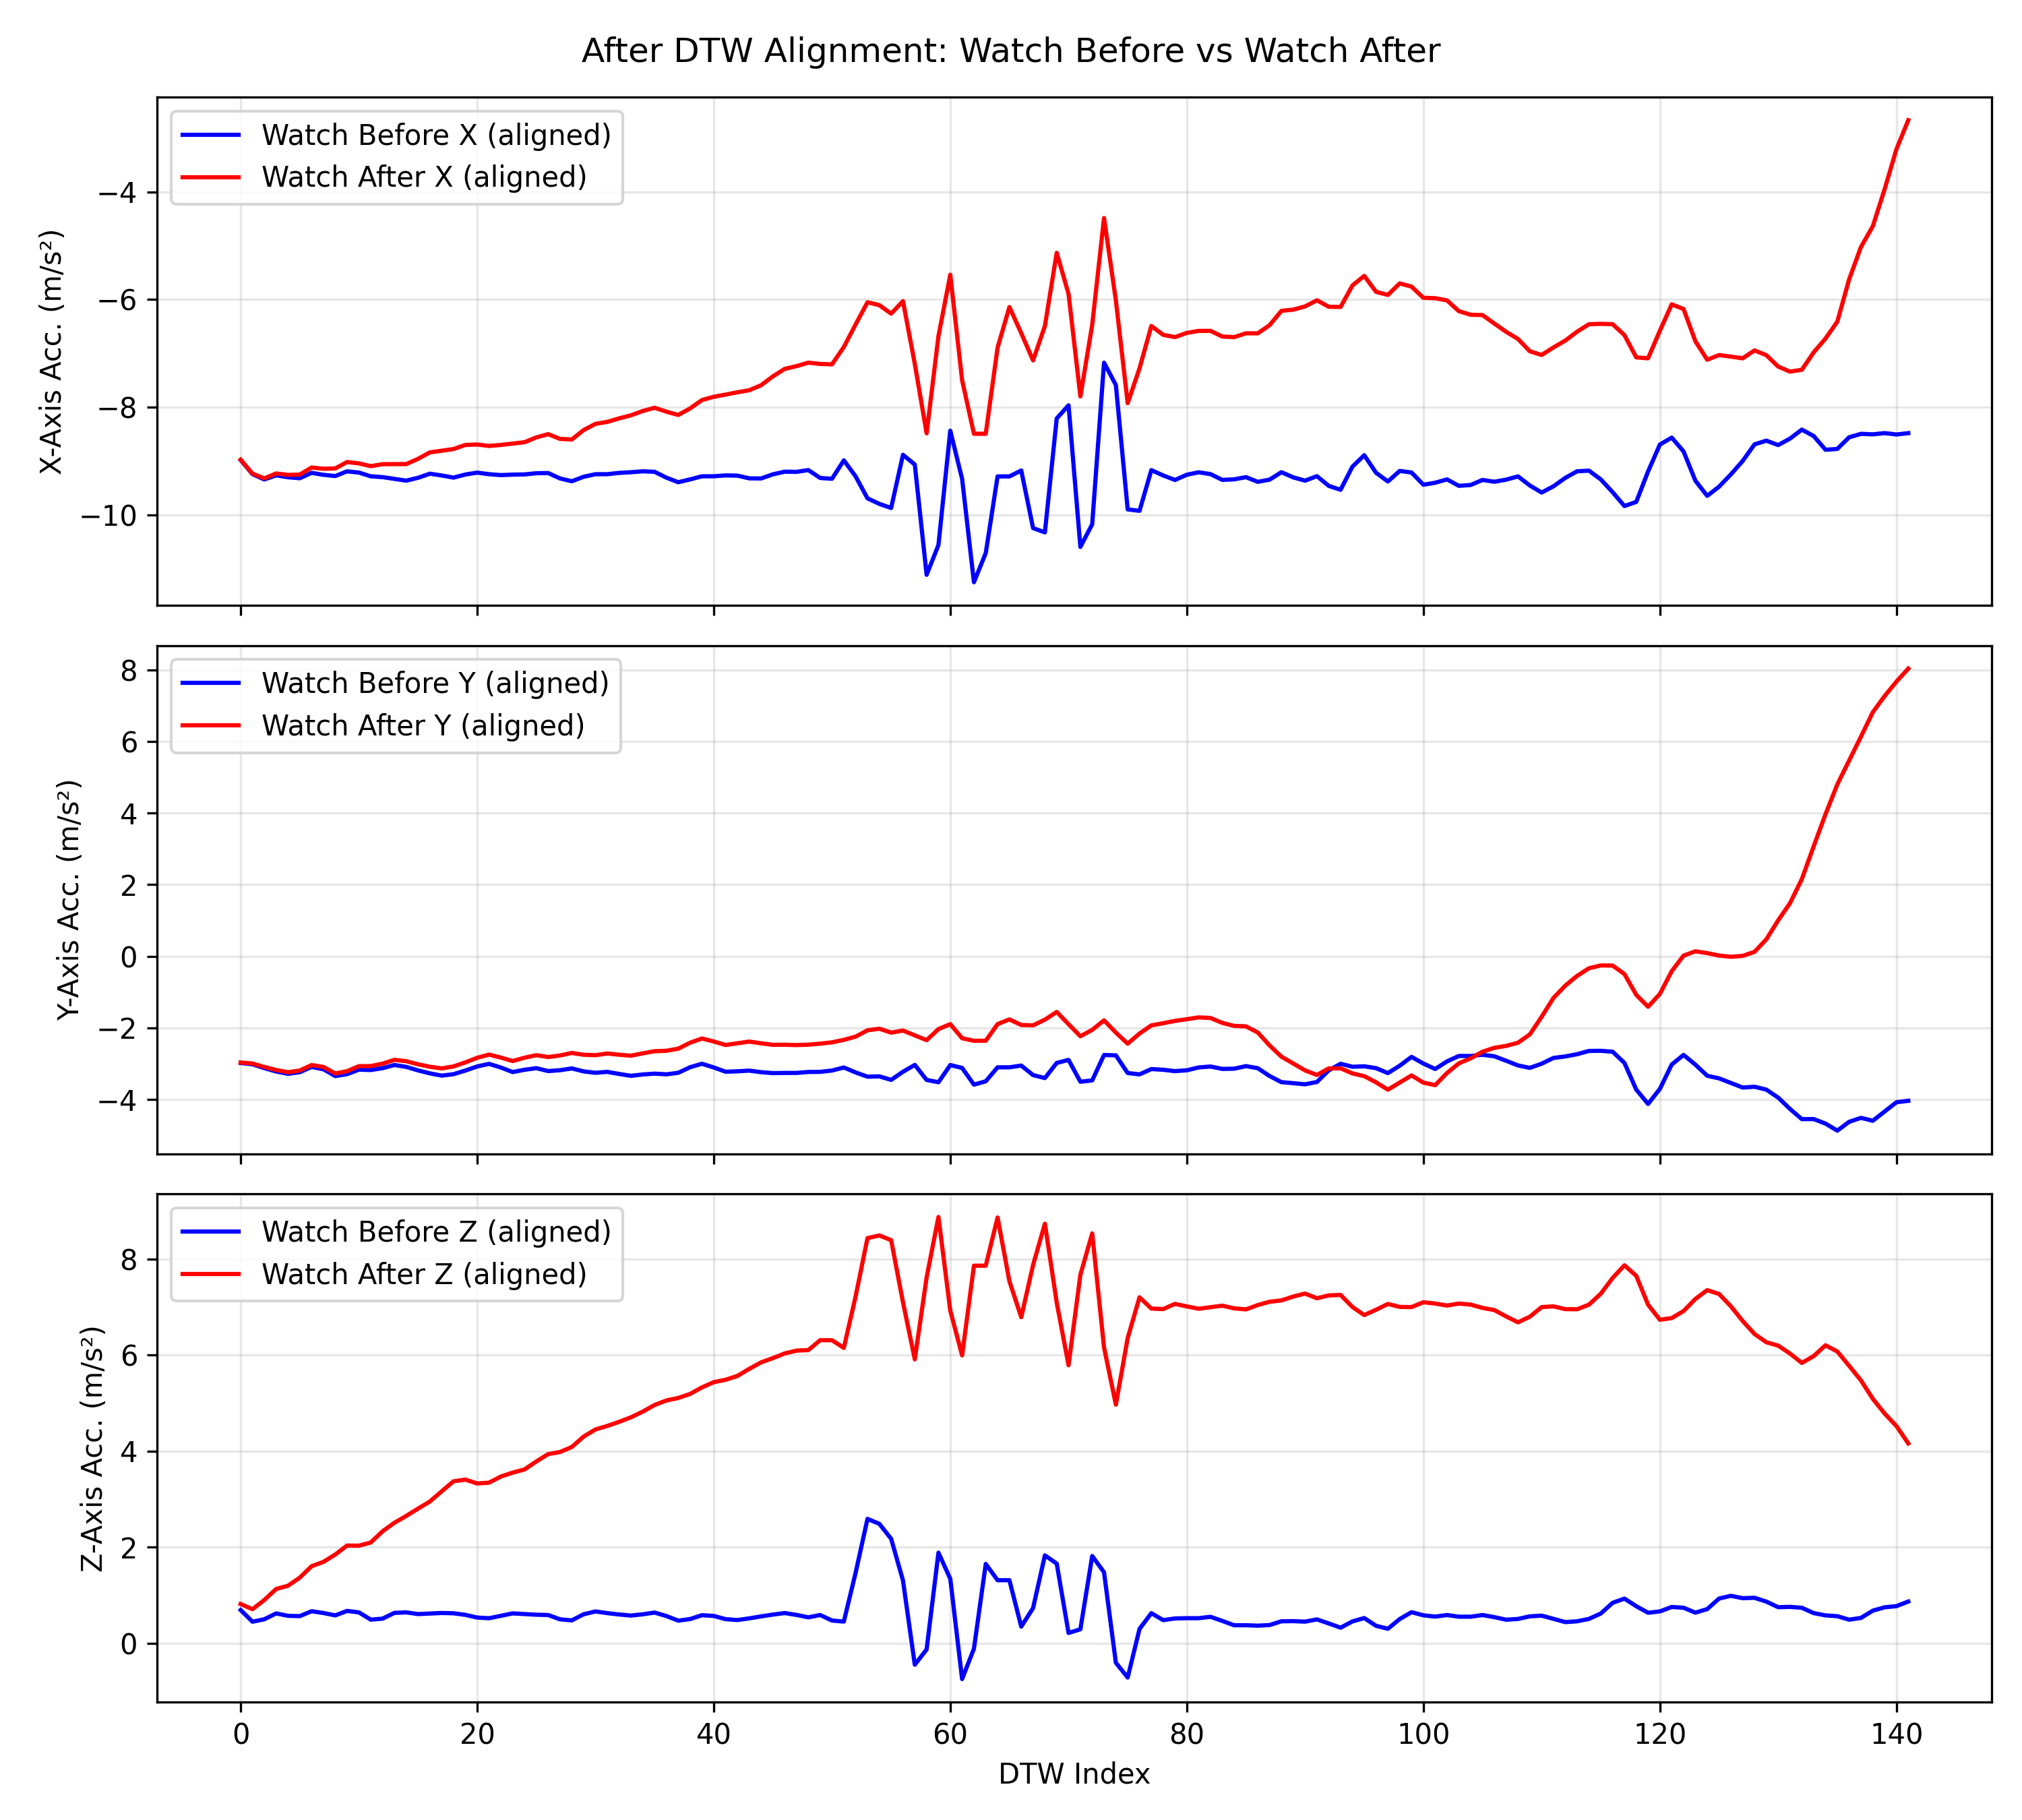 After DTW Alignment: Watch Before vs Watch After
Watch Before X (aligned)
Watch After X (aligned)
X-Axis Acc. (m/s²)
−4
−6
−8
−10
Watch Before Y (aligned)
Watch After Y (aligned)
Y-Axis Acc. (m/s²)
8
6
4
2
0
−2
−4
Watch Before Z (aligned)
Watch After Z (aligned)
Z-Axis Acc. (m/s²)
8
6
4
2
0
0 20 40 60 80 100 120 140
DTW Index